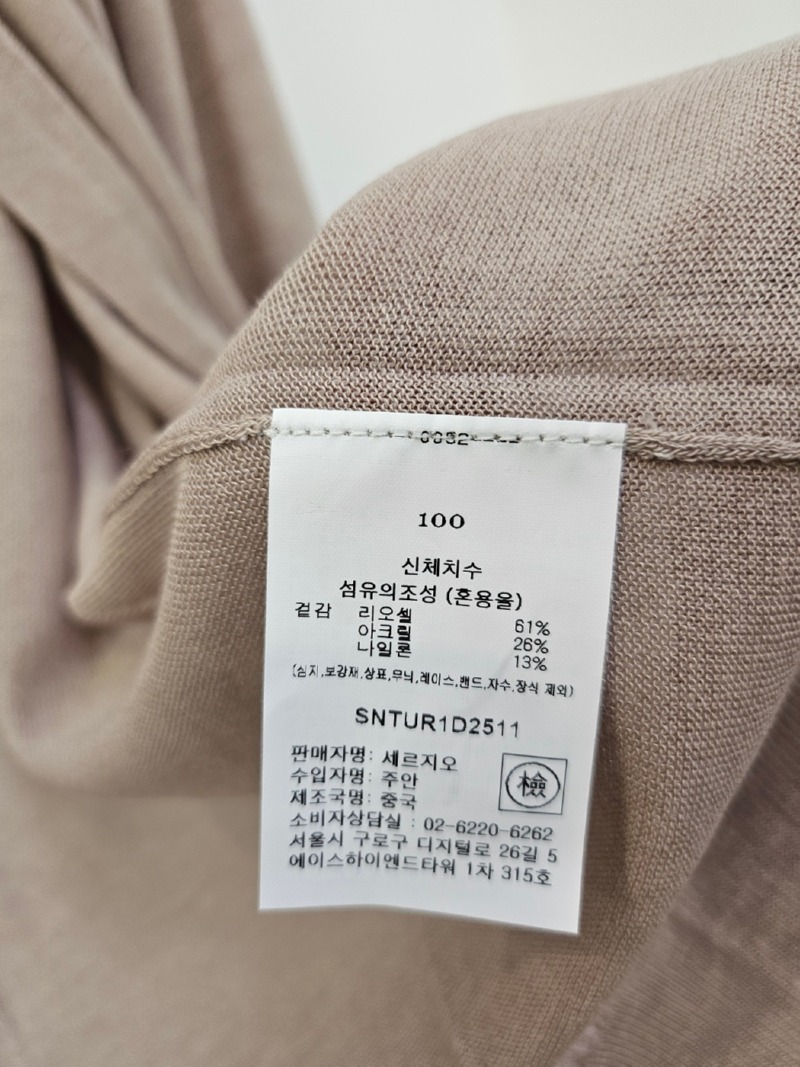 100
신체치수
섬유의조성 (혼용율)
겉감 리오셀 61%
아크릴 26%
나일론 13%
(심지,보강재,상표,무늬,레이스,밴드,자수,장식 제외)
SNTUR1D2511
판매자명: 세르지오
수입자명: 주안
檢
제조국명: 중국
소비자상담실 : 02-6220-6262
서울시 구로구 디지털로 26길 5
에이스하이엔드타워 1차 315호